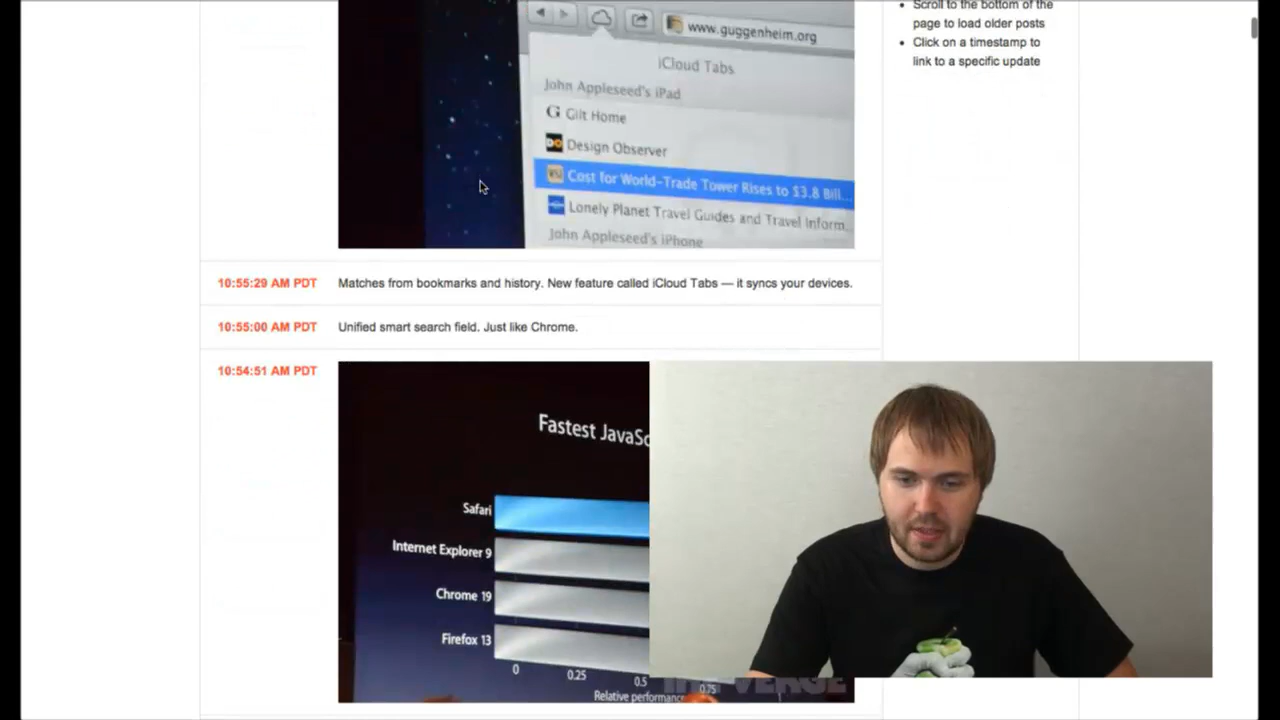 www.guggenheim.org
iCloud Tabs
John Appleseed's iPad
G Gilt Home
Design Observer
Cost for World-Trade Tower Rises to $3.8 Bill...
Lonely Planet Travel Guides and Travel Inform...
John Appleseed's iPhone
Scroll to the bottom of the
page to load older posts
Click on a timestamp to
link to a specific update
10:55:29 AM PDT Matches from bookmarks and history. New feature called iCloud Tabs — it syncs your devices.
10:55:00 AM PDT Unified smart search field. Just like Chrome.
10:54:51 AM PDT
Fastest JavaSc
Safari
Internet Explorer 9
Chrome 19
Firefox 13
0 0.25 0.5 0.75
Relative performance
THE VERGE